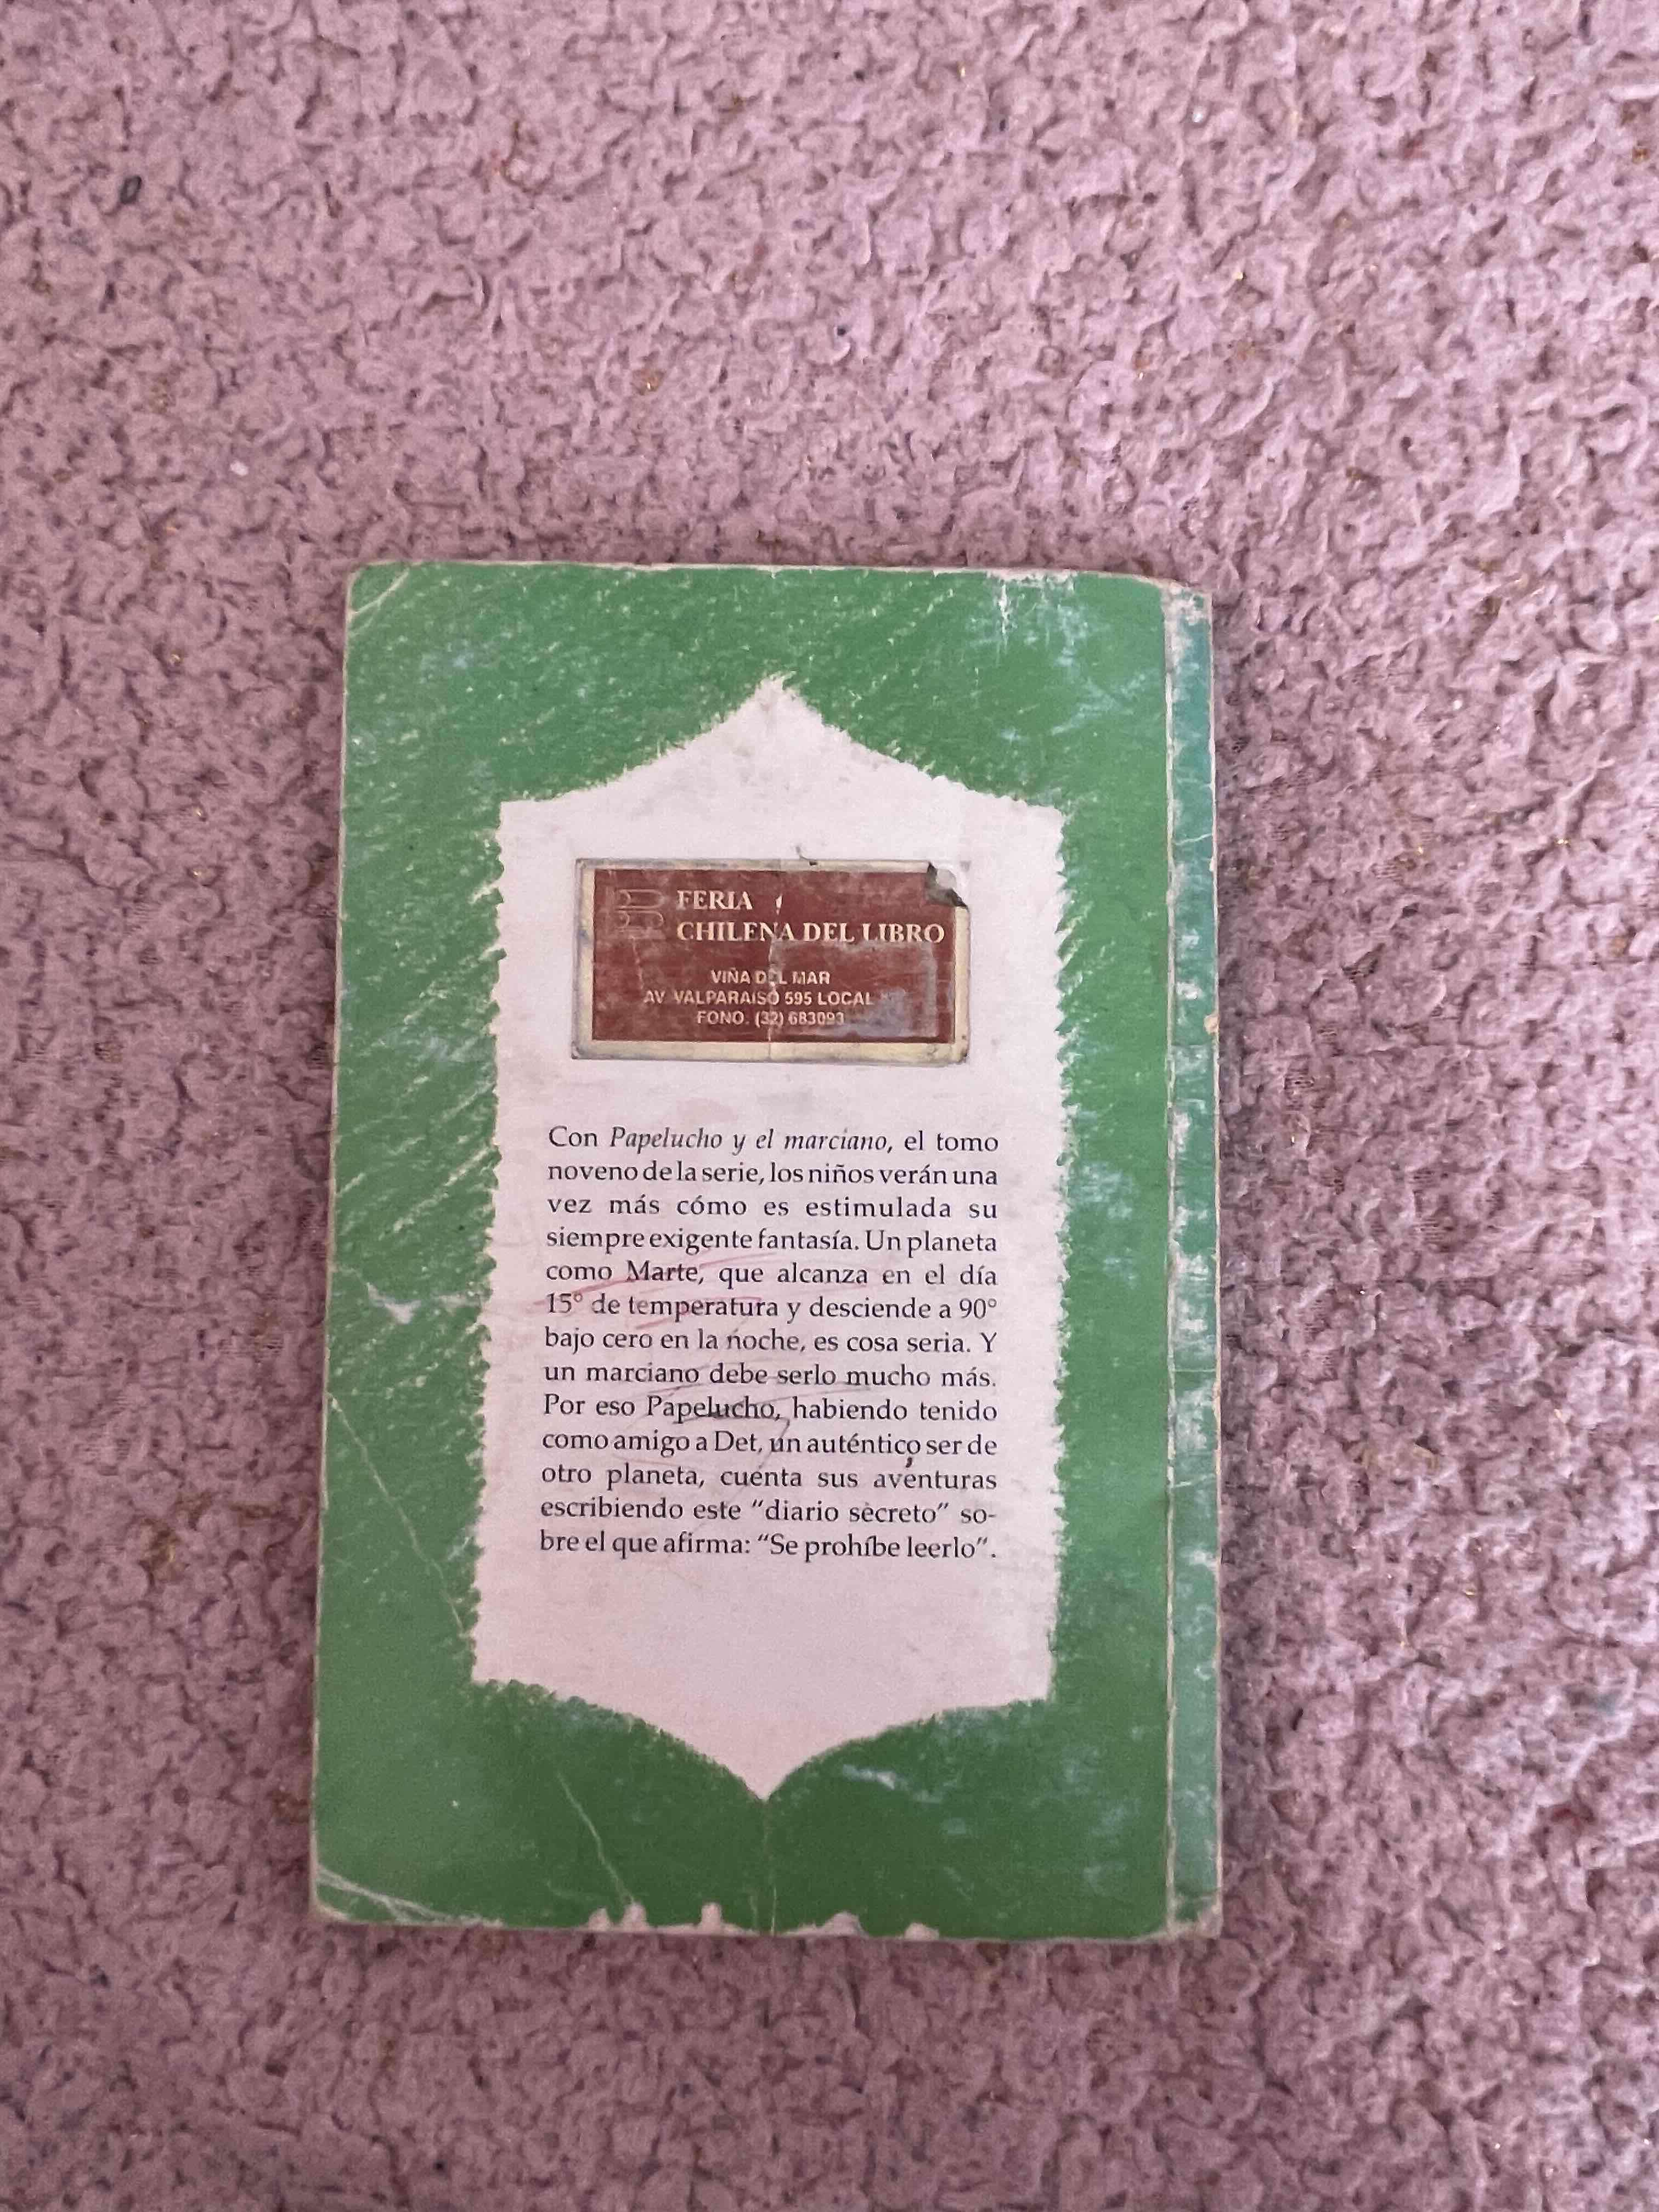 FERIA
CHILENA DEL LIBRO
VIÑA DEL MAR
AV. VALPARAISO 595 LOCAL
FONO. (32) 683093
Con Papelucho y el marciano, el tomo
noveno de la serie, los niños verán una
vez más cómo es estimulada su
siempre exigente fantasía. Un planeta
como Marte, que alcanza en el día
15° de temperatura y desciende a 90°
bajo cero en la noche, es cosa seria. Y
un marciano debe serlo mucho más.
Por eso Papelucho, habiendo tenido
como amigo a Det, un auténtico ser de
otro planeta, cuenta sus aventuras
escribiendo este "diario secreto" so-
bre el que afirma: "Se prohíbe leerlo".